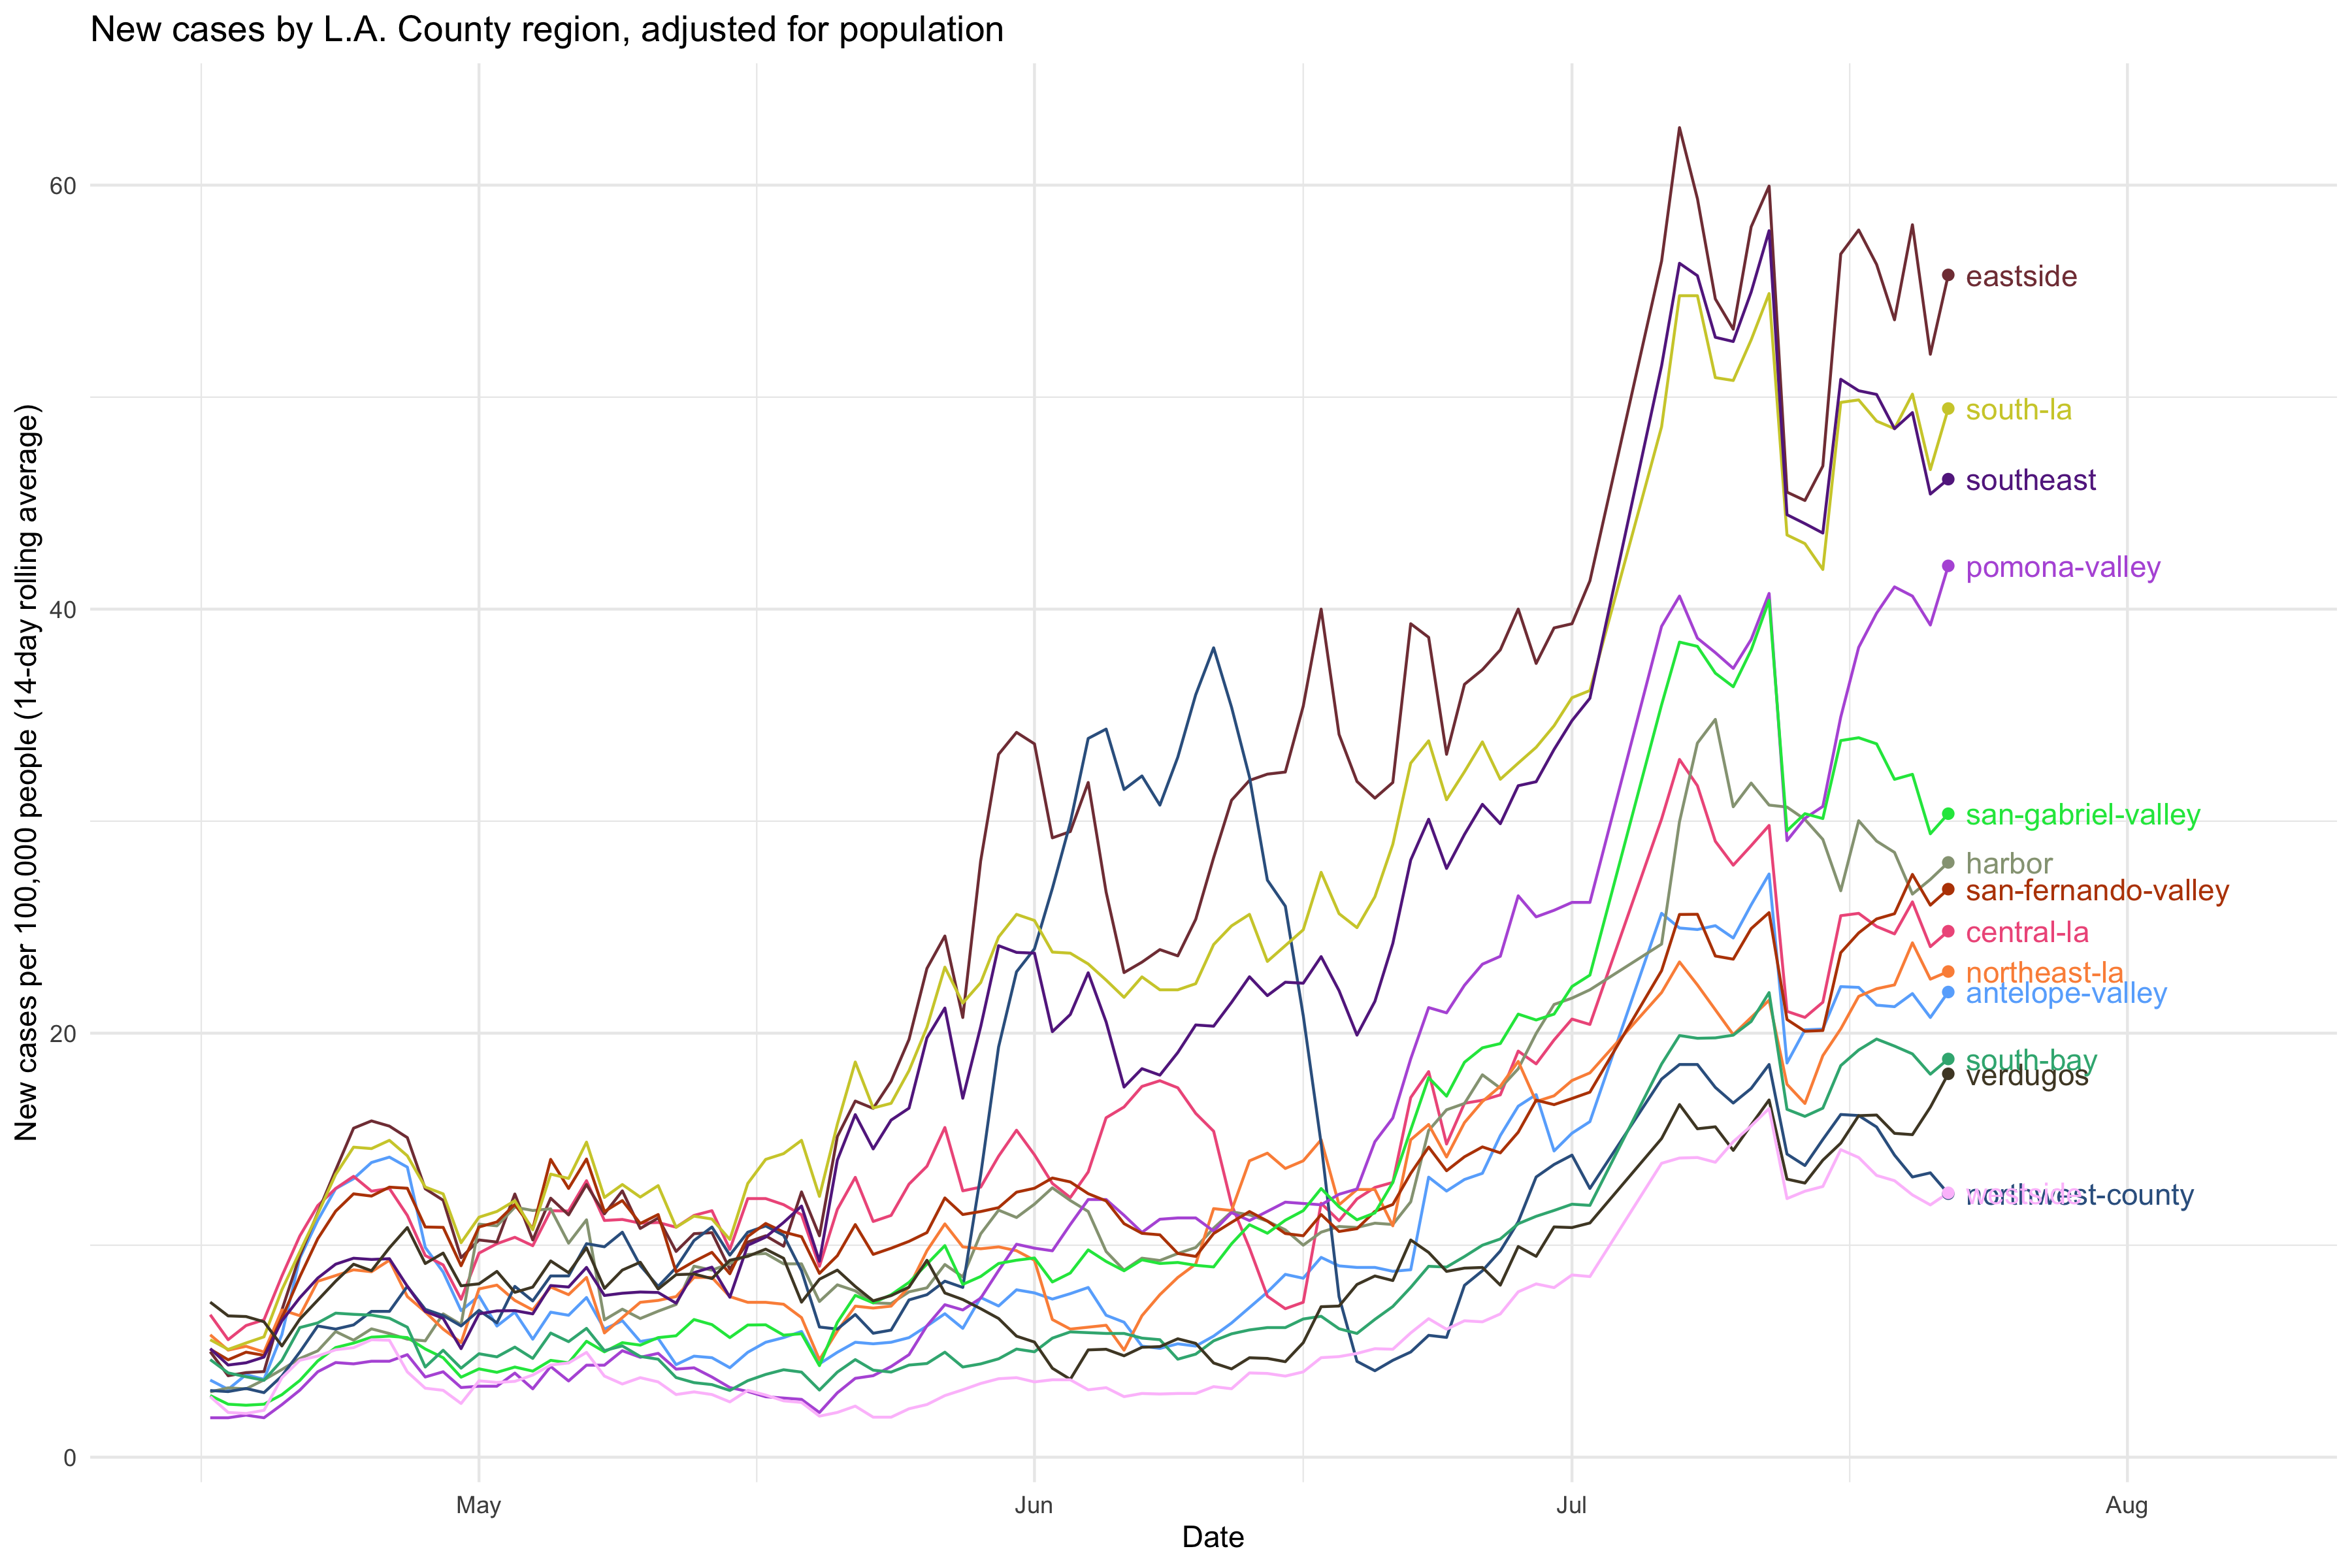 New cases by L.A. County region, adjusted for population
New cases per 100,000 people (14-day rolling average)
60
40
20
0
eastside
south-la
southeast
pomona-valley
san-gabriel-valley
harbor
san-fernando-valley
central-la
northeast-la
antelope-valley
south-bay
verdugos
westside
northwest-county
May
Jun
Jul
Aug
Date